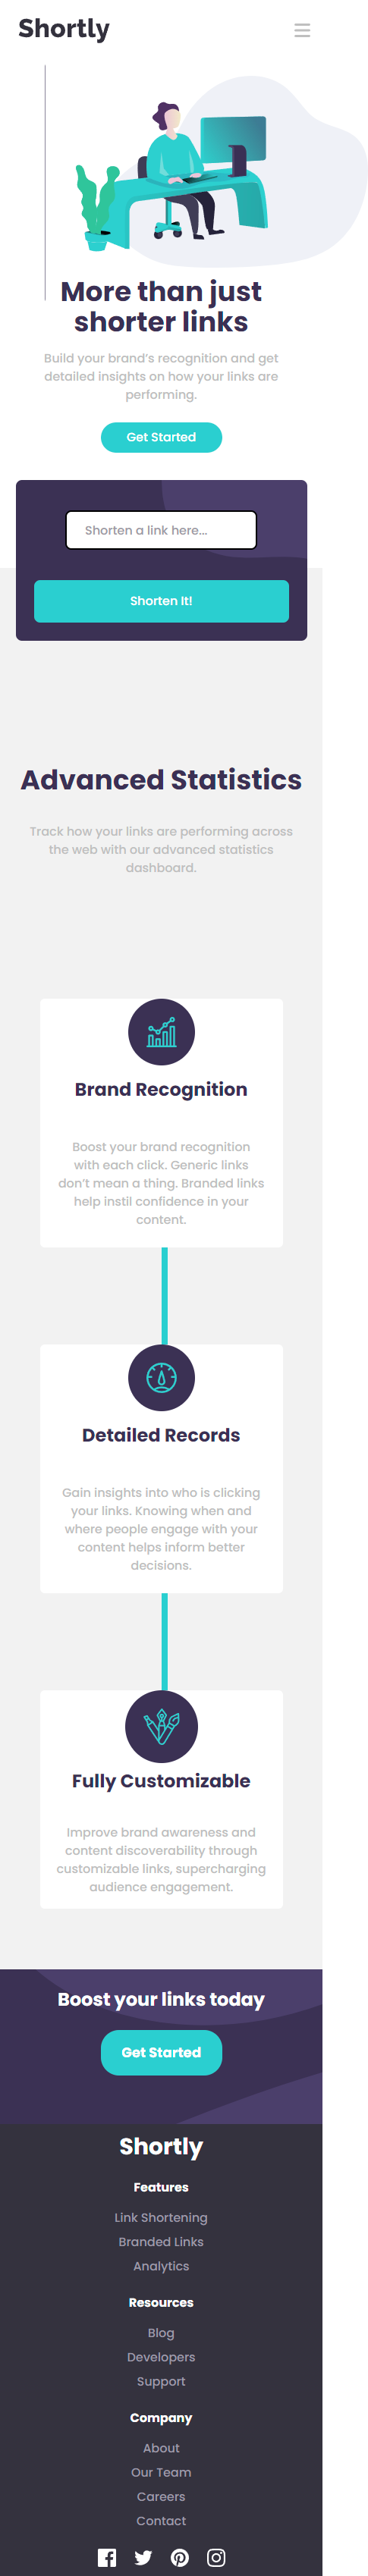 Shortly
More than just
shorter links
Build your brand's recognition and get
detailed insights on how your links are
performing.
Get Started
Shorten a link here...
Shorten It!
Advanced Statistics
Track how your links are performing across
the web with our advanced statistics
dashboard.
Brand Recognition
Boost your brand recognition
with each click. Generic links
don't mean a thing. Branded links
help instil confidence in your
content.
Detailed Records
Gain insights into who is clicking
your links. Knowing when and
where people engage with your
content helps inform better
decisions.
Fully Customizable
Improve brand awareness and
content discoverability through
customizable links, supercharging
audience engagement.
Boost your links today
Get Started
Shortly
Features
Link Shortening
Branded Links
Analytics
Resources
Blog
Developers
Support
Company
About
Our Team
Careers
Contact